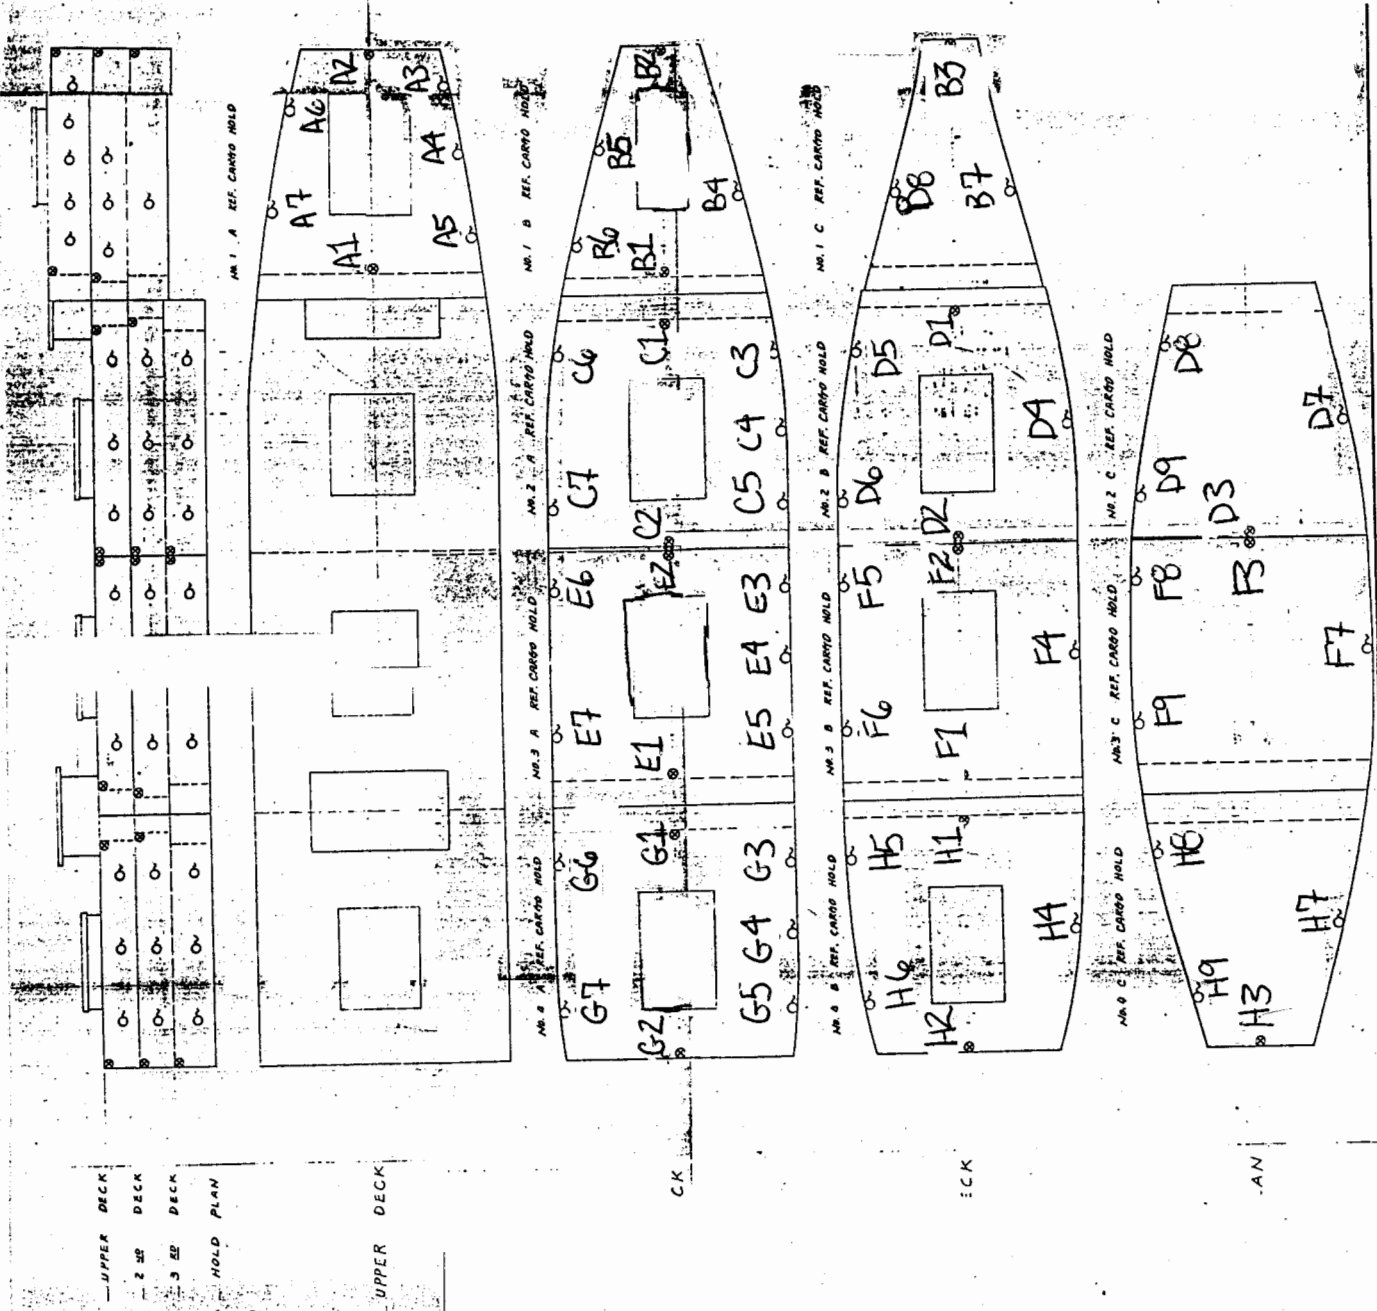 NO. 1 A REF. CARGO HOLD
A1
A2
A3
A4
A5
A6
A7
NO. 1 B REF. CARGO HOLD
B1
B2
B4
B5
B6
NO. 1 C REF. CARGO HOLD
B3
D8
B7
NO. 2 A REF. CARGO HOLD
C6
C1
C3
C7
C4
C5
C2
NO. 2 B REF. CARGO HOLD
D5
D1
D4
D6
D2
NO. 2 C REF. CARGO HOLD
D8
D7
D9
D3
NO. 3 A REF. CARGO HOLD
E6
E2
E3
E4
E7
E1
E5
NO. 3 B REF. CARGO HOLD
F5
F2
F4
F6
F1
NO. 3 C REF. CARGO HOLD
F8
F3
F7
F9
NO. 4 A REF. CARGO HOLD
G6
G1
G3
G4
G7
G2
G5
NO. 4 B REF. CARGO HOLD
H5
H1
H4
H6
H2
NO. 4 C REF. CARGO HOLD
H8
H7
H9
H3
UPPER DECK
2 ND DECK
3 RD DECK
HOLD PLAN
UPPER DECK
CK
ECK
AN